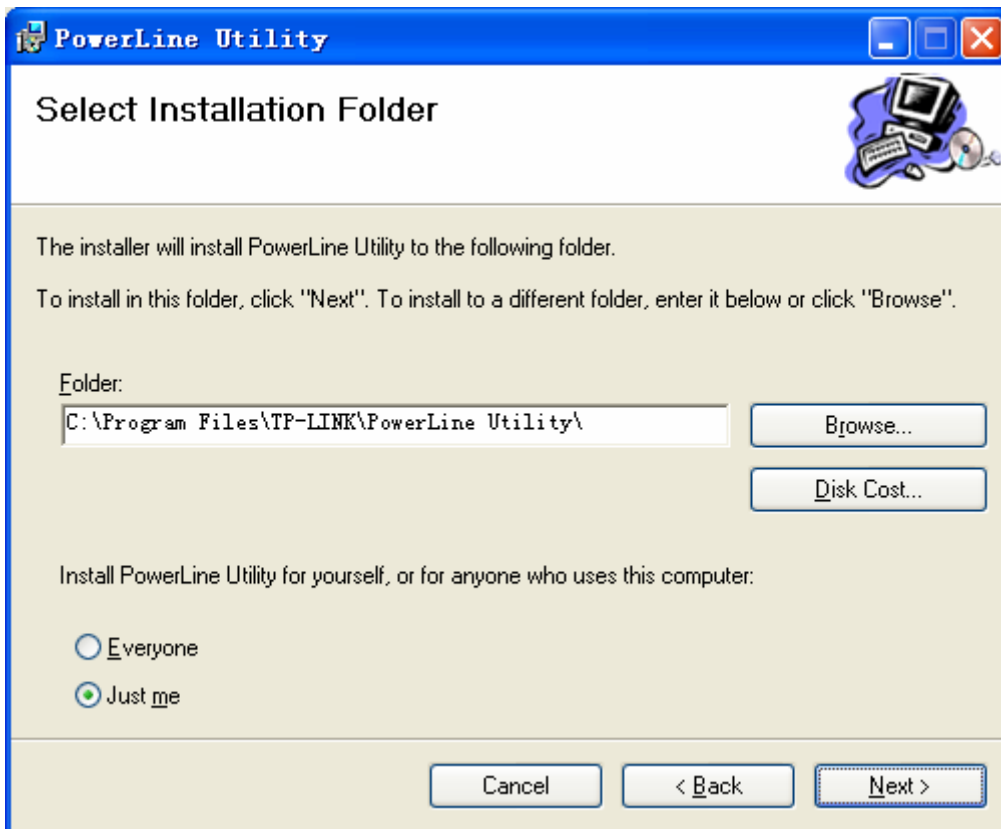 PowerLine Utility
Select Installation Folder
The installer will install PowerLine Utility to the following folder.
To install in this folder, click "Next". To install to a different folder, enter it below or click "Browse".
Folder:
C:\Program Files\TP-LINK\PowerLine Utility\
Browse...
Disk Cost...
Install PowerLine Utility for yourself, or for anyone who uses this computer:
Everyone
Just me
Cancel
< Back
Next >